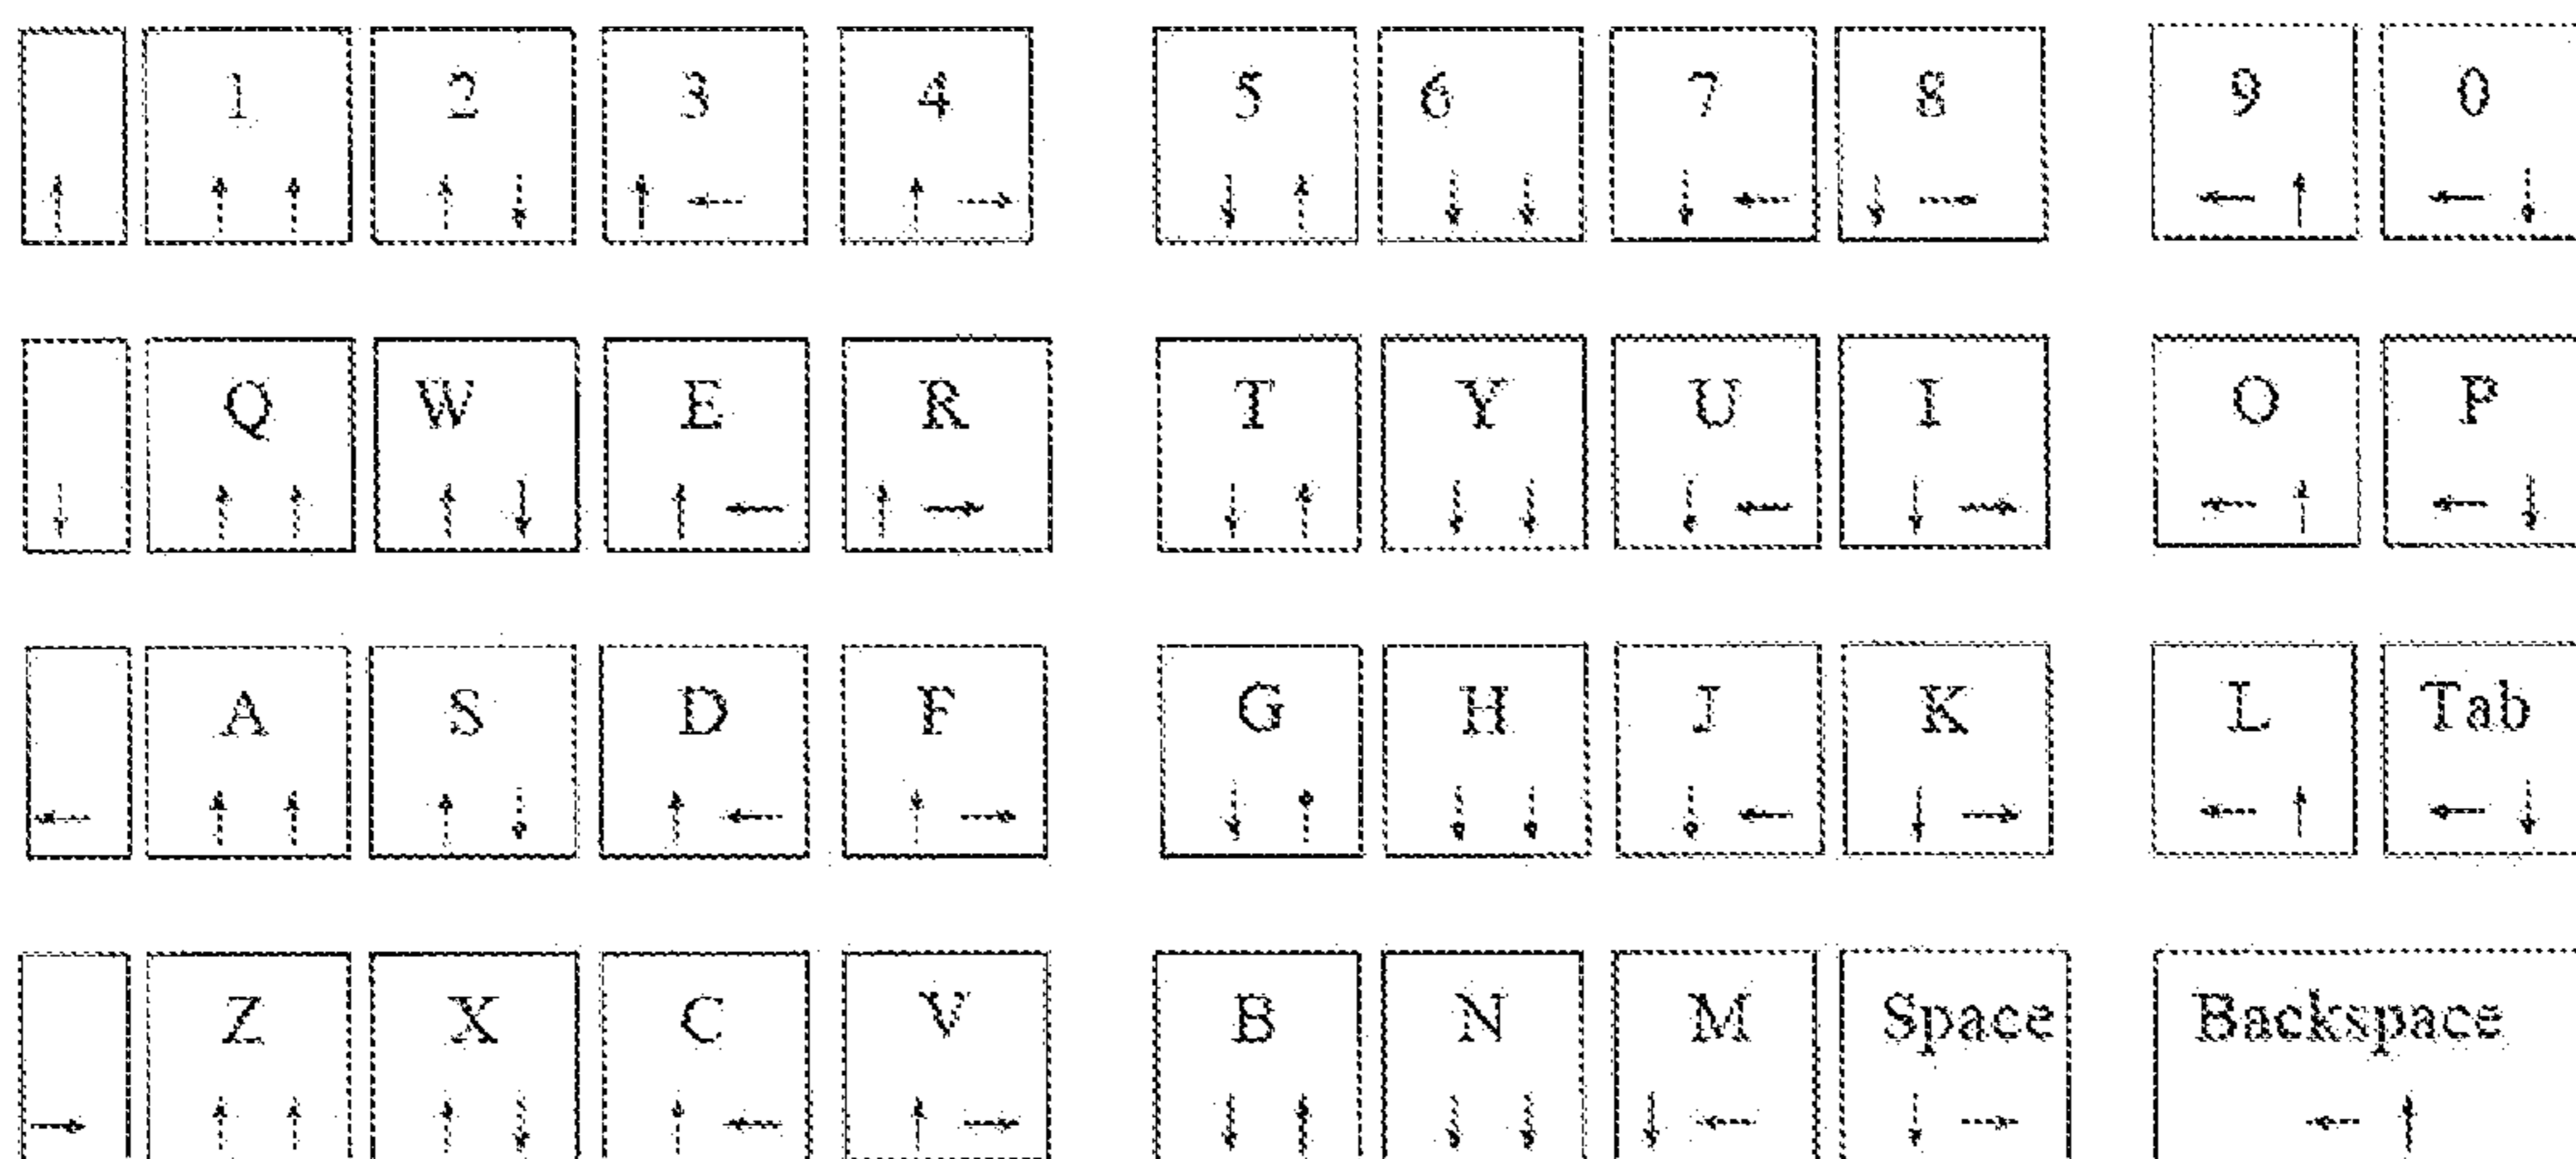 1 2 3 4 5 6 7 8 9 0
↑ ↑ ↑ ↑ ↓ ↑ ← ↑ → ↓ ↑ ↓ ↓ ↓ ← ↓ → ← ↑ ← ↓
Q W E R T Y U I O P
↓ ↑ ↑ ↑ ↓ ↑ ← ↑ → ↓ ↑ ↓ ↓ ↓ ← ↓ → ← ↑ ← ↓
A S D F G H J K L Tab
← ↑ ↑ ↑ ↓ ↑ ← ↑ → ↓ ↑ ↓ ↓ ↓ ← ↓ → ← ↑ ← ↓
Z X C V B N M Space Backspace
→ ↑ ↑ ↑ ↓ ↑ ← ↑ → ↓ ↑ ↓ ↓ ↓ ← ↓ → ← ↑